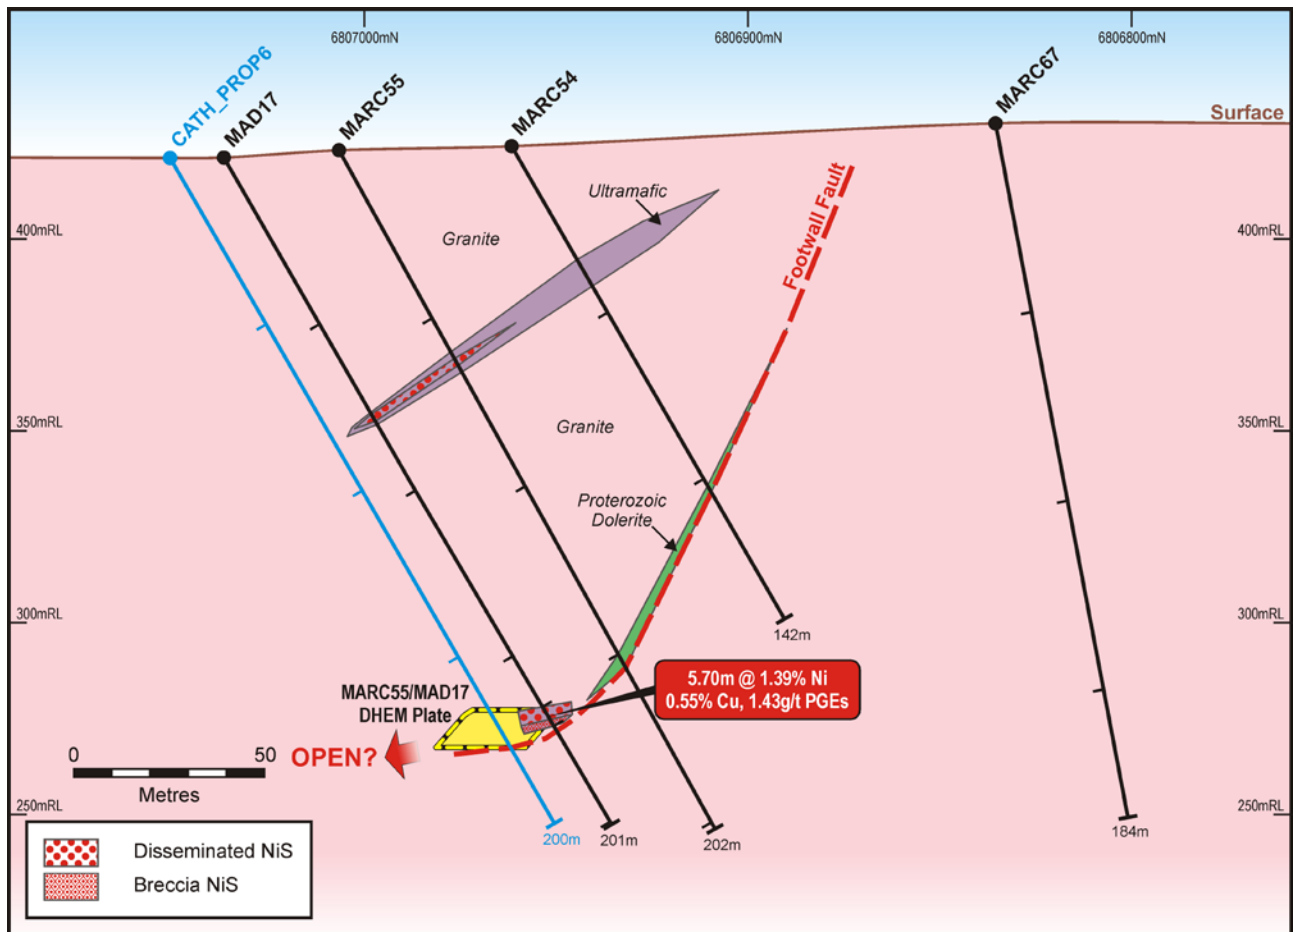 6807000mN
6806900mN
6806800mN
CATH_PROP6
MAD17
MARC55
MARC54
MARC67
Surface
Ultramafic
Footwall Fault
400mRL
Granite
400mRL
350mRL
Granite
350mRL
Proterozoic
Dolerite
300mRL
300mRL
142m
5.70m @ 1.39% Ni
0.55% Cu, 1.43g/t PGEs
MARC55/MAD17
DHEM Plate
OPEN?
0
50
Metres
250mRL
250mRL
200m
201m
202m
184m
Disseminated NiS
Breccia NiS